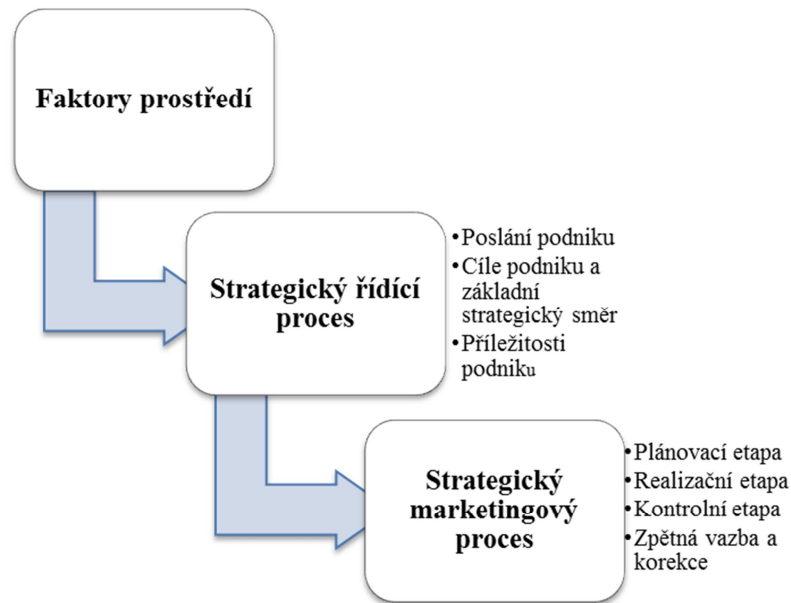 Faktory prostředí
Strategický řídící
proces
•Poslání podniku
•Cíle podniku a
základní
strategický směr
•Příležitosti
podniku
Strategický
marketingový
proces
•Plánovací etapa
•Realizační etapa
•Kontrolní etapa
•Zpětná vazba a
korekce